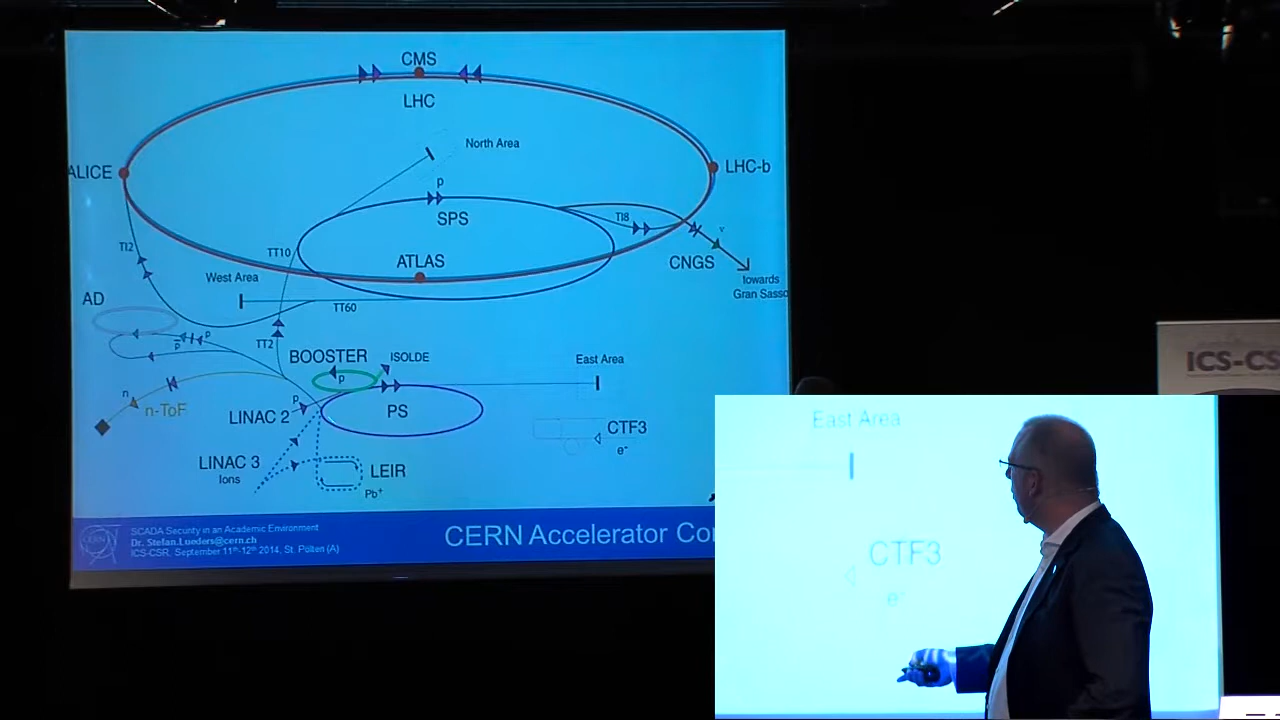 CMS
LHC
North Area
ALICE
LHC-b
p
SPS
TI8
TI2
TT10
ATLAS
CNGS
West Area
towards
Gran Sasso
AD
TT60
p
p
TT2
BOOSTER
ISOLDE
East Area
p
n
n-ToF
p
LINAC 2
PS
CTF3
e⁻
LINAC 3
Ions
LEIR
Pb⁺
SCADA Security in an Academic Environment
Dr. Stefan.Lueders@cern.ch
ICS-CSR, September 11th-12th 2014, St. Pölten (A)
CERN
CERN Accelerator Co
ICS-CS
East Area
CTF3
e⁻